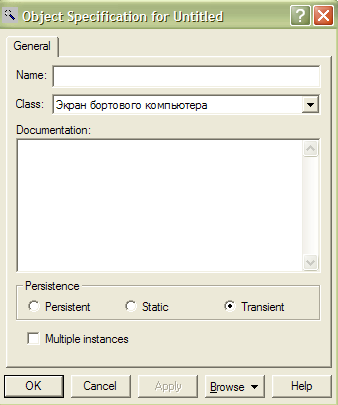 Object Specification for Untitled
General
Name:
Class: Экран бортового компьютера
Documentation:
Persistence
Persistent Static Transient
Multiple instances
OK Cancel Apply Browse Help